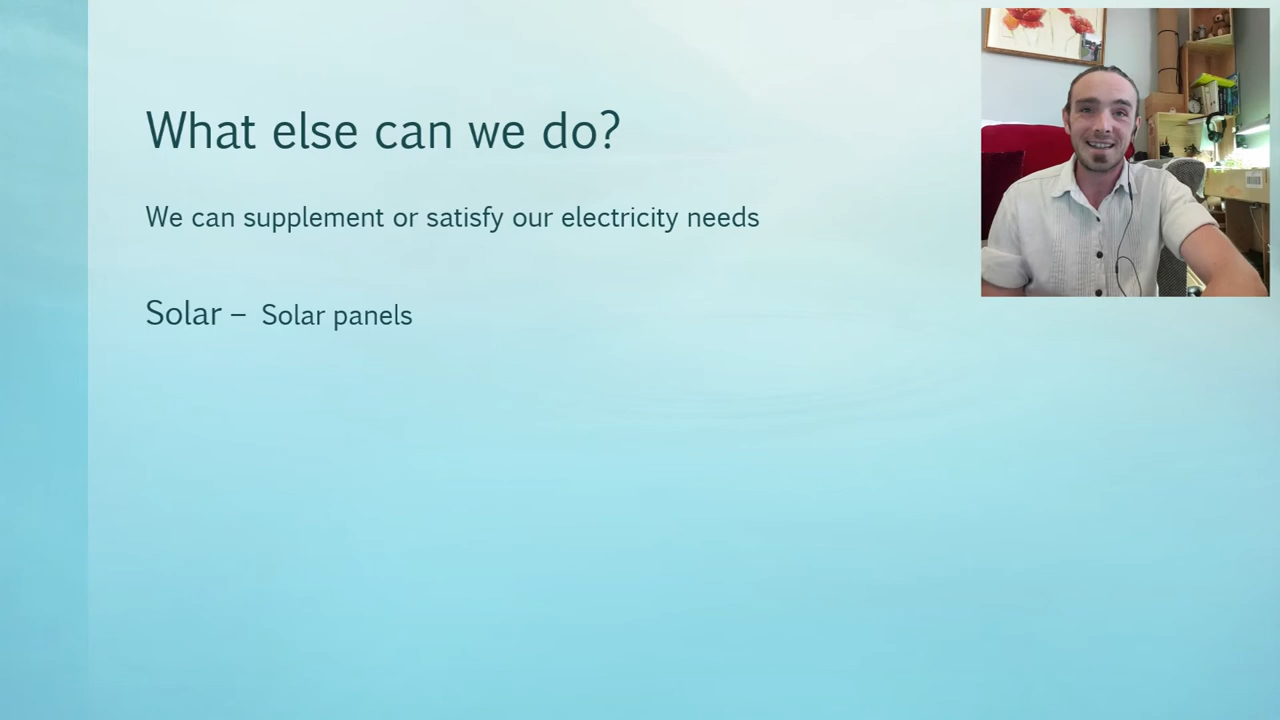 What else can we do?
We can supplement or satisfy our electricity needs
Solar – Solar panels